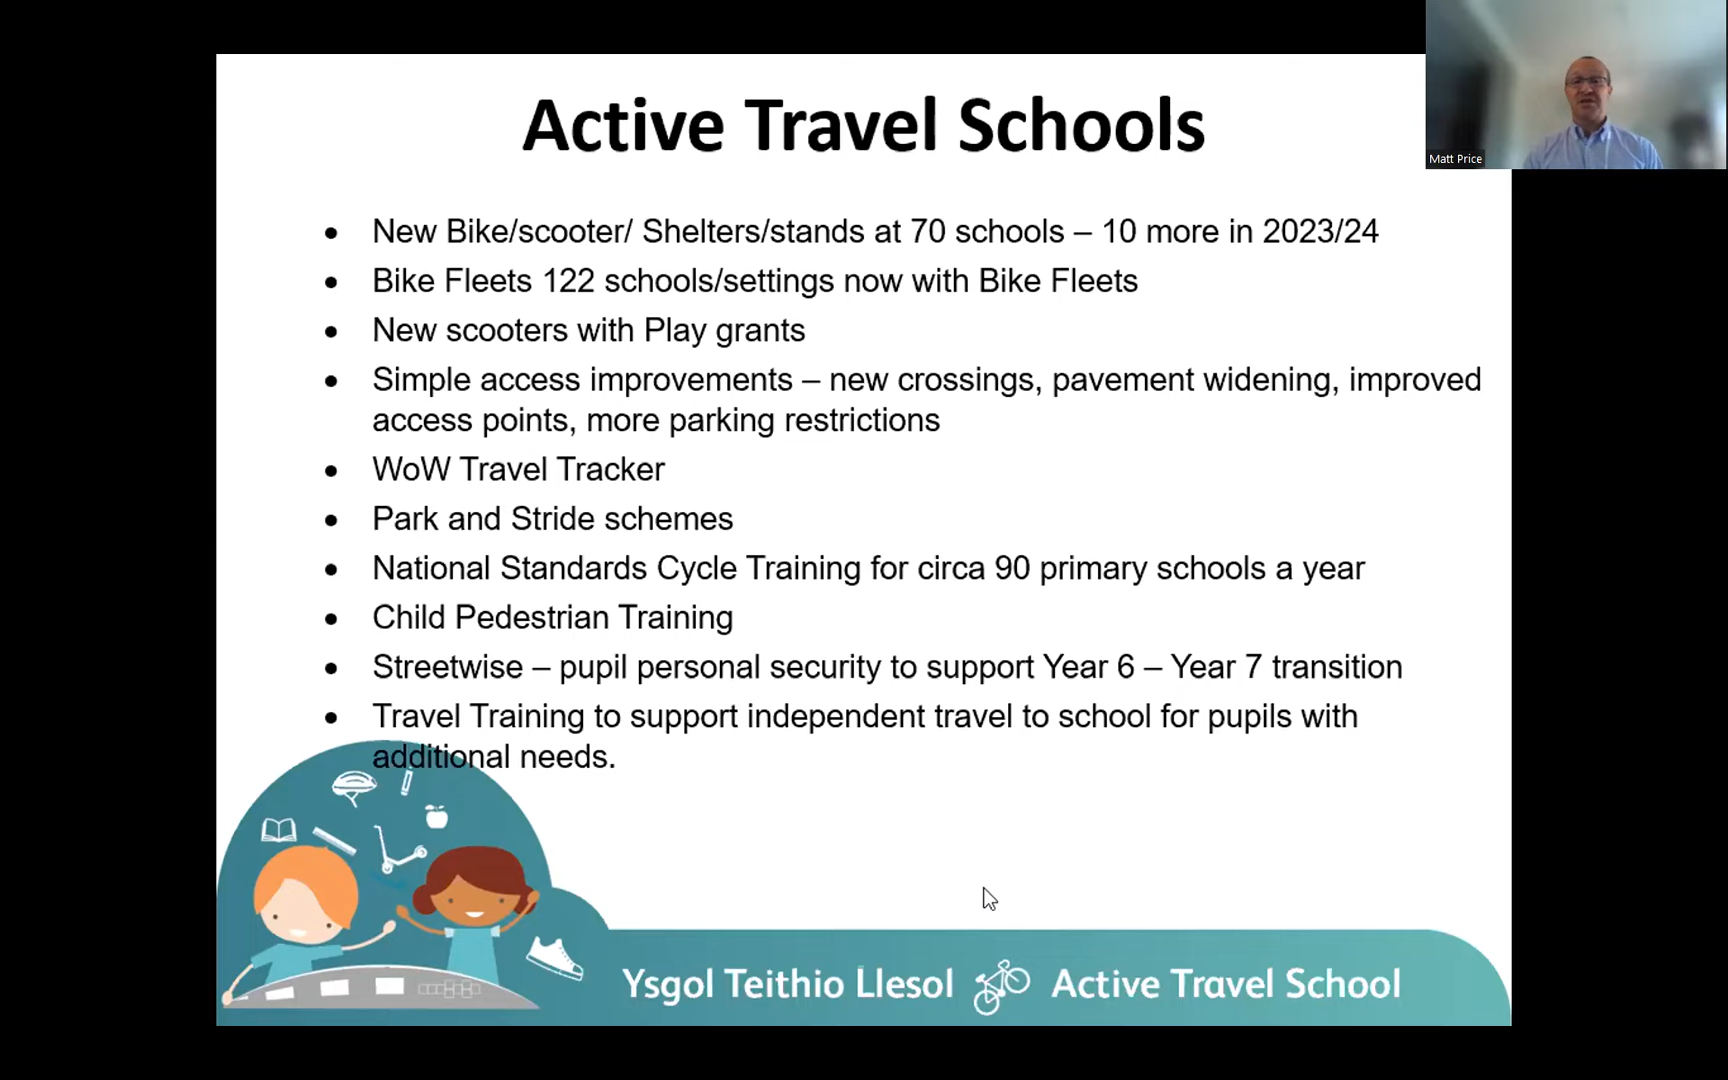 Active Travel Schools
Matt Price
• New Bike/scooter/ Shelters/stands at 70 schools – 10 more in 2023/24
• Bike Fleets 122 schools/settings now with Bike Fleets
• New scooters with Play grants
• Simple access improvements – new crossings, pavement widening, improved
access points, more parking restrictions
• WoW Travel Tracker
• Park and Stride schemes
• National Standards Cycle Training for circa 90 primary schools a year
• Child Pedestrian Training
• Streetwise – pupil personal security to support Year 6 – Year 7 transition
• Travel Training to support independent travel to school for pupils with
additional needs.
Ysgol Teithio Llesol Active Travel School